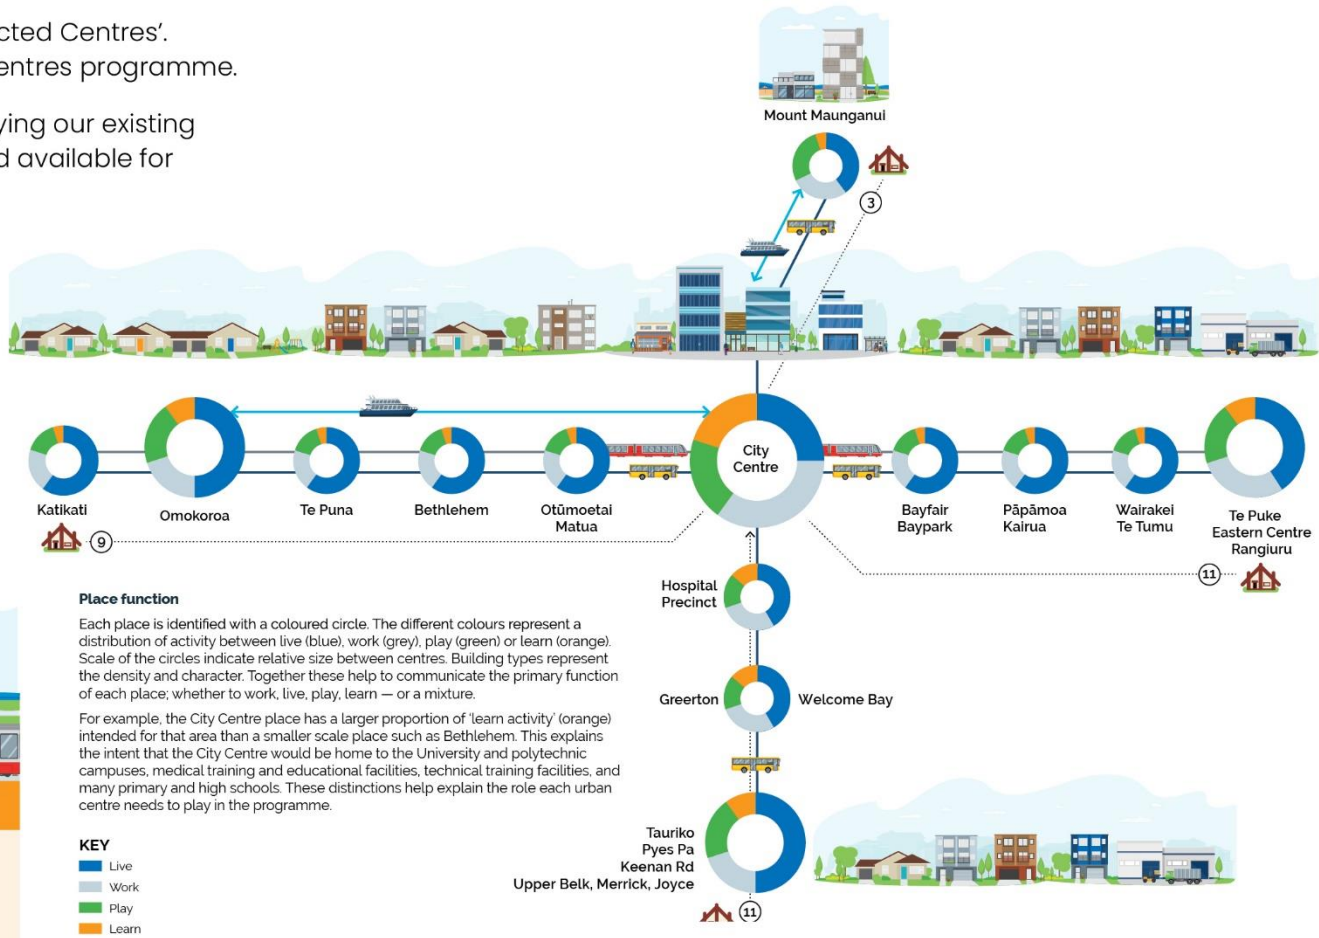 cted Centres’.
entres programme.
ying our existing
d available for
Mount Maunganui
3
City
Centre
Katikati
Omokoroa
Te Puna
Bethlehem
Otūmoetai
Matua
Bayfair
Baypark
Pāpāmoa
Kairua
Wairakei
Te Tumu
Te Puke
Eastern Centre
Rangiuru
9
11
Hospital
Precinct
Greerton
Welcome Bay
Tauriko
Pyes Pa
Keenan Rd
Upper Belk, Merrick, Joyce
11
Place function
Each place is identified with a coloured circle. The different colours represent a
distribution of activity between live (blue), work (grey), play (green) or learn (orange).
Scale of the circles indicate relative size between centres. Building types represent
the density and character. Together these help to communicate the primary function
of each place; whether to work, live, play, learn — or a mixture.
For example, the City Centre place has a larger proportion of ‘learn activity’ (orange)
intended for that area than a smaller scale place such as Bethlehem. This explains
the intent that the City Centre would be home to the University and polytechnic
campuses, medical training and educational facilities, technical training facilities, and
many primary and high schools. These distinctions help explain the role each urban
centre needs to play in the programme.
KEY
Live
Work
Play
Learn